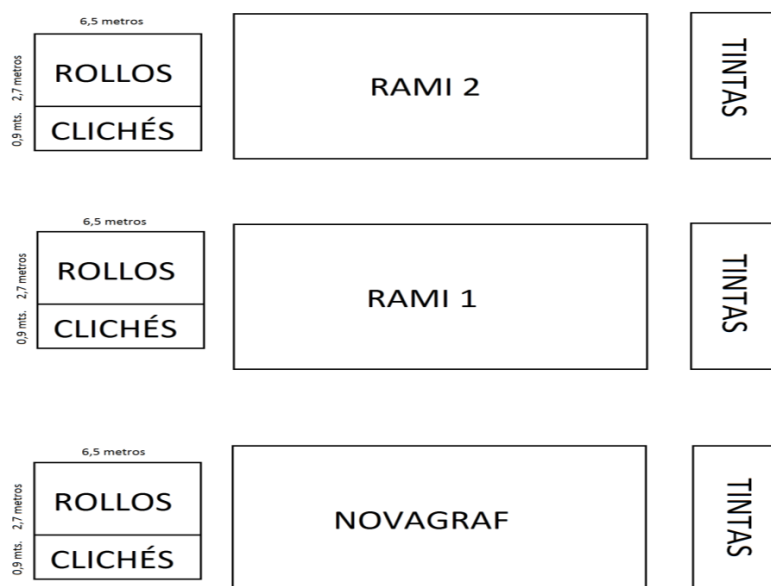 6,5 metros
2,7 metros
ROLLOS
0,9 mts.
CLICHÉS
RAMI 2
TINTAS
6,5 metros
2,7 metros
ROLLOS
0,9 mts.
CLICHÉS
RAMI 1
TINTAS
6,5 metros
2,7 metros
ROLLOS
0,9 mts.
CLICHÉS
NOVAGRAF
TINTAS